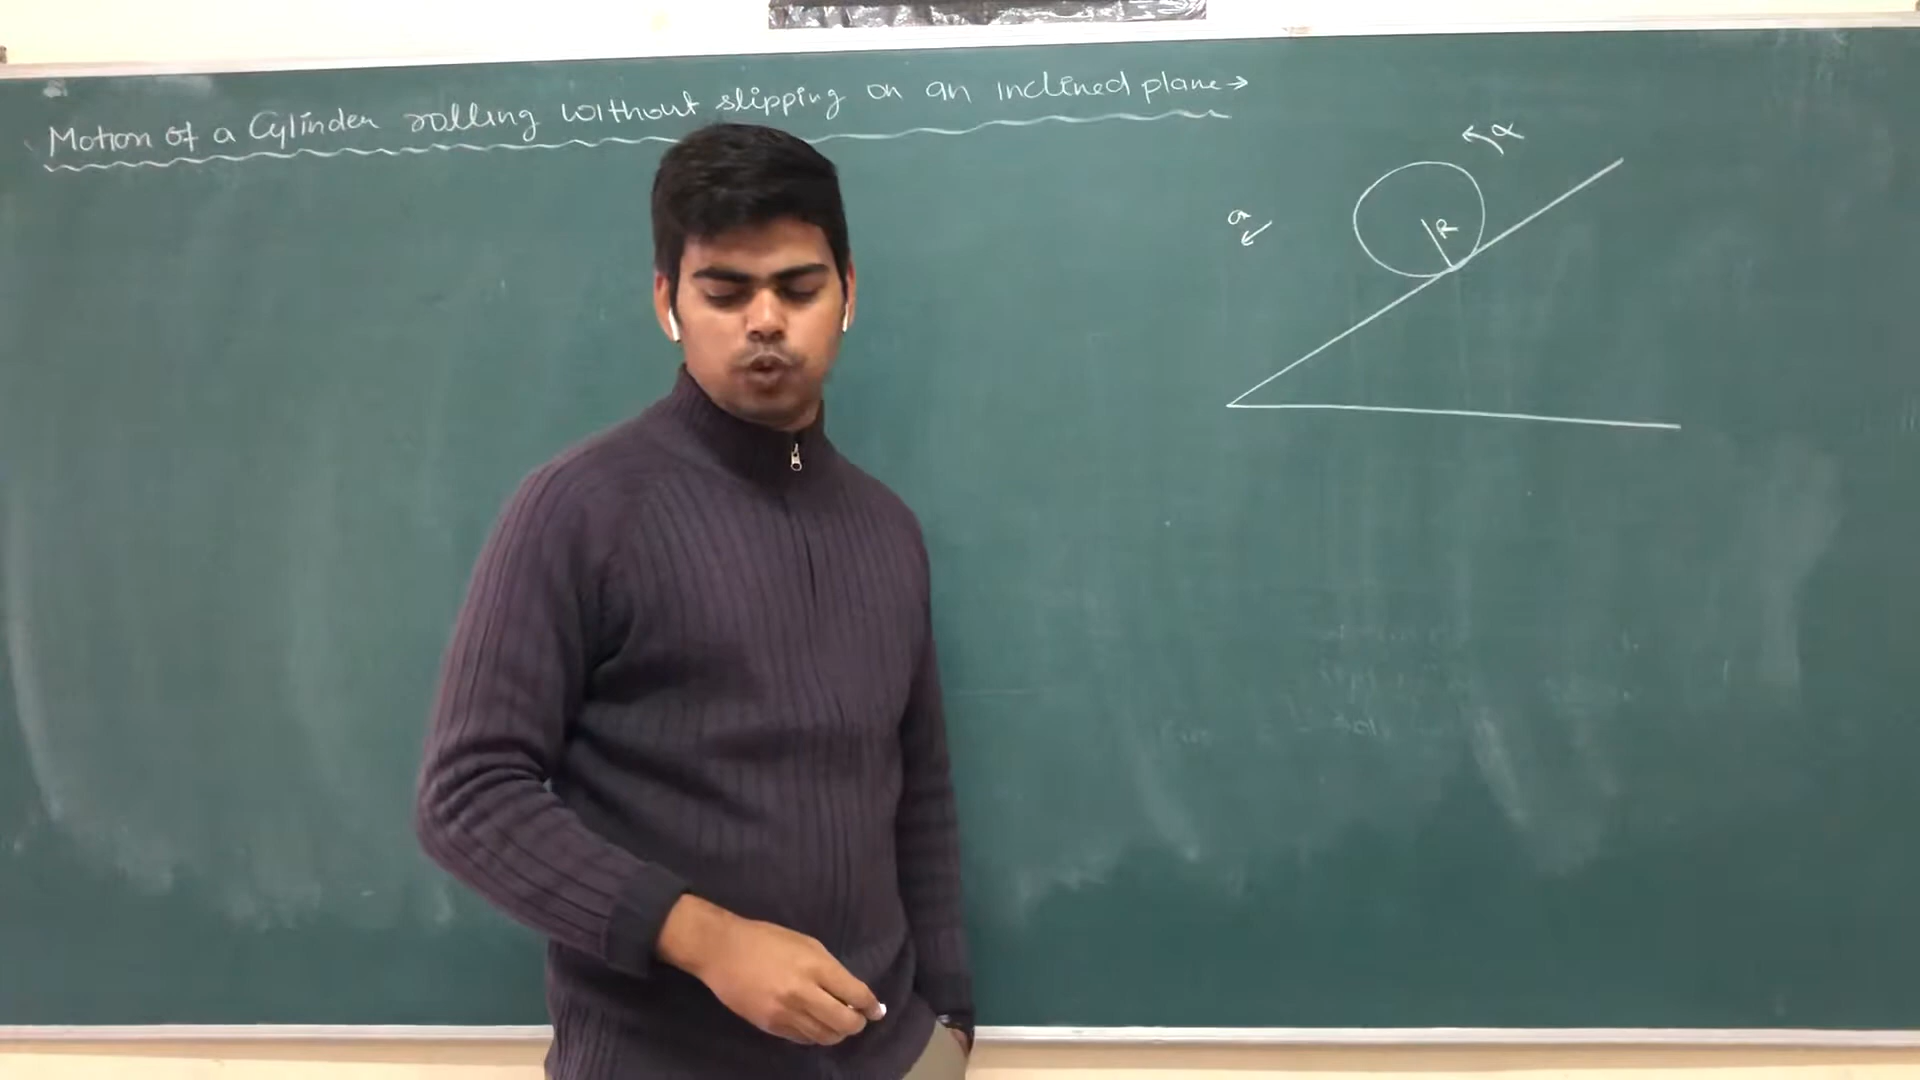 Motion of a Cylinder rolling without slipping on an inclined plane →
α
a
R